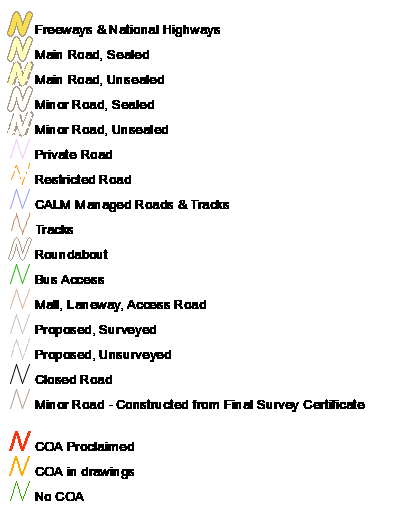 Freeways & National Highways
Main Road, Sealed
Main Road, Unsealed
Minor Road, Sealed
Minor Road, Unsealed
Private Road
Restricted Road
CALM Managed Roads & Tracks
Tracks
Roundabout
Bus Access
Mall, Laneway, Access Road
Proposed, Surveyed
Proposed, Unsurveyed
Closed Road
Minor Road - Constructed from Final Survey Certificate
COA Proclaimed
COA in drawings
No COA